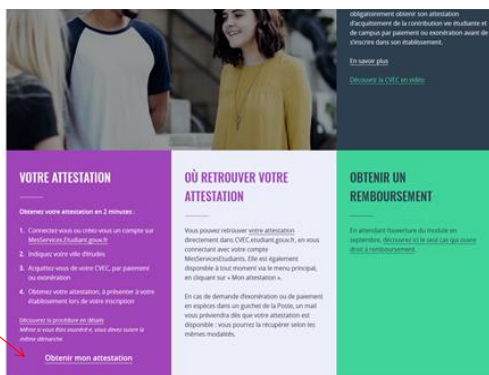 obligatoirement obtenir son attestation
d'acquittement de la contribution vie étudiante et
de campus par paiement ou exonération avant de
s'inscrire dans son établissement.
En savoir plus
Découvrir la CVEC en vidéo
VOTRE ATTESTATION
Obtenez votre attestation en 2 minutes :
1. Connectez-vous ou créez-vous un compte sur
MesServices.Etudiant.gouv.fr
2. Indiquez votre ville d'études
3. Acquittez-vous de votre CVEC, par paiement
ou exonération
4. Obtenez votre attestation, à présenter à votre
établissement lors de votre inscription
Découvrez la procédure en détails
Même si vous êtes exonéré·e, vous devez suivre la
même démarche
Obtenir mon attestation
OÙ RETROUVER VOTRE
ATTESTATION
Vous pouvez retrouver votre attestation
directement dans CVEC.etudiant.gouv.fr, en vous
connectant avec votre compte
MesServicesEtudiants. Elle est également
disponible à tout moment via le menu principal,
en cliquant sur « Mon attestation ».
En cas de demande d'exonération ou de paiement
en espèces dans un guichet de la Poste, un mail
vous préviendra dès que votre attestation est
disponible : vous pourrez la récupérer selon les
mêmes modalités.
OBTENIR UN
REMBOURSEMENT
En attendant l'ouverture du module en
septembre, découvrez ici le seul cas qui ouvre
droit à remboursement.